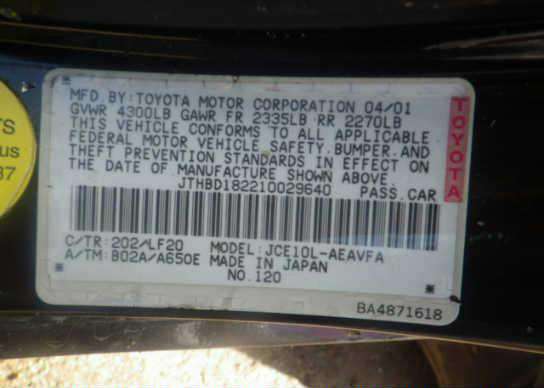 MFD BY: TOYOTA MOTOR CORPORATION 04/01
GVWR 4300LB GAWR FR 2335LB RR 2270LB
THIS VEHICLE CONFORMS TO ALL APPLICABLE
FEDERAL MOTOR VEHICLE SAFETY, BUMPER, AND
THEFT PREVENTION STANDARDS IN EFFECT ON
THE DATE OF MANUFACTURE SHOWN ABOVE.
JTHBD182210029640 PASS. CAR
TOYOTA
C/TR: 202/LF20 MODEL: JCE10L-AEAVFA
A/TM: B02A/A650E MADE IN JAPAN
NO. 120
BA4871618